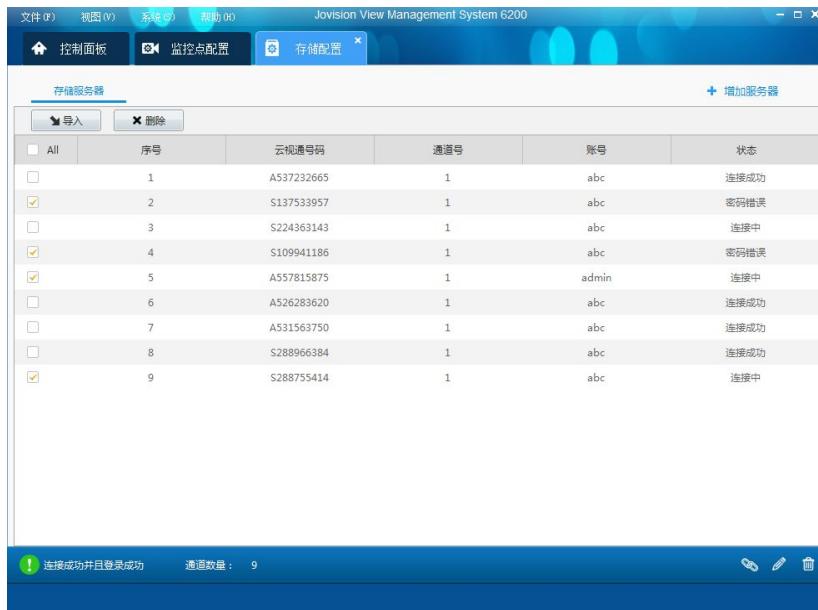 文件(F) 视图(V) 系统(S) 帮助(H) Jovision View Management System 6200
控制面板 监控点配置 存储配置
存储服务器 + 增加服务器
导入 删除
All 序号 云视通号码 通道号 账号 状态
1 A537232665 1 abc 连接成功
2 S137533957 1 abc 密码错误
3 S224363143 1 abc 连接中
4 S109941186 1 abc 密码错误
5 A557815875 1 admin 连接中
6 A526283620 1 abc 连接成功
7 A531563750 1 abc 连接成功
8 S288966384 1 abc 连接成功
9 S288755414 1 abc 连接中
连接成功并且登录成功 通道数量： 9